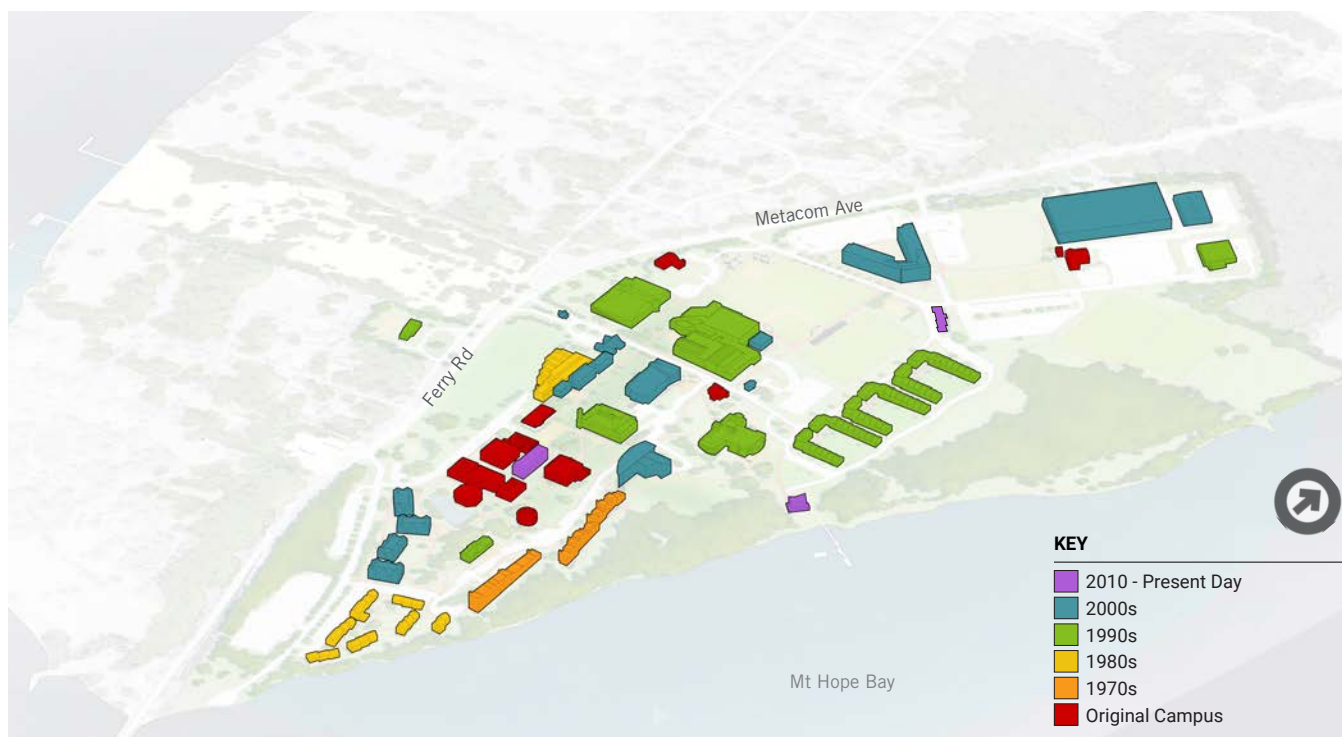 Metacom Ave
Ferry Rd
Mt Hope Bay
KEY
2010 - Present Day
2000s
1990s
1980s
1970s
Original Campus